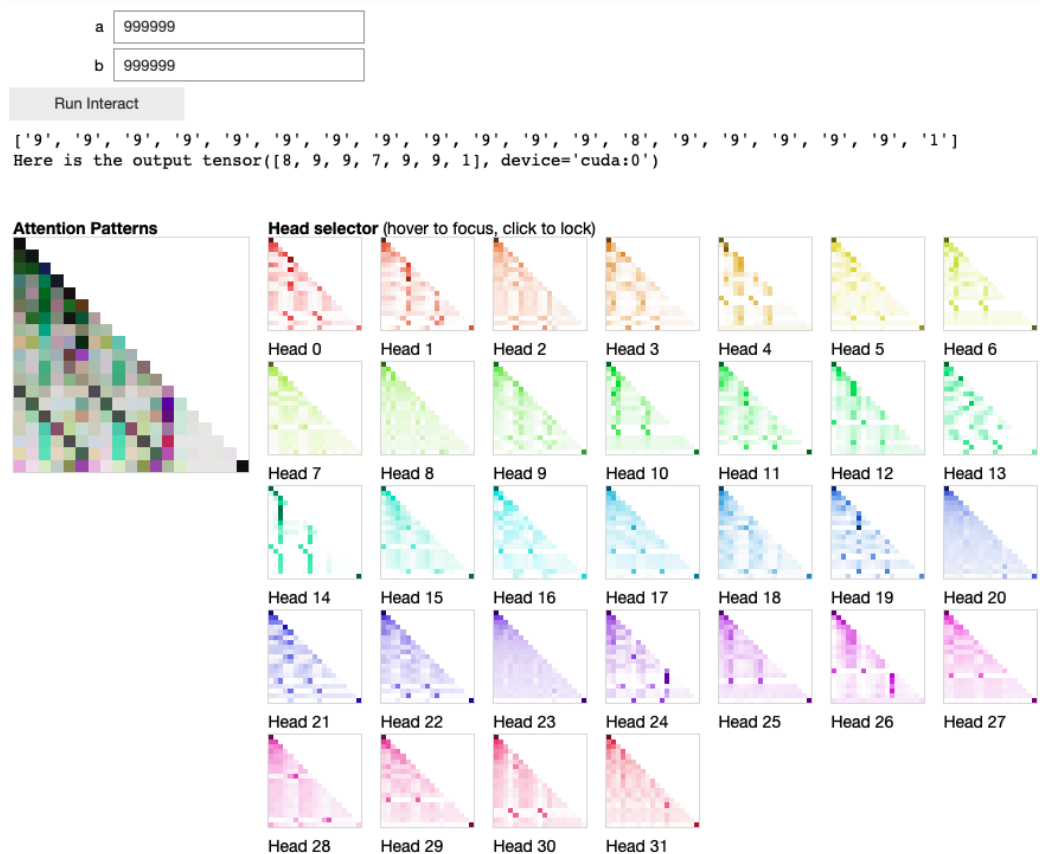 a 999999
b 999999
Run Interact
['9', '9', '9', '9', '9', '9', '9', '9', '9', '9', '9', '9', '8', '9', '9', '9', '9', '9', '1']
Here is the output tensor([8, 9, 9, 7, 9, 9, 1], device='cuda:0')
Attention Patterns Head selector (hover to focus, click to lock)
Head 0 Head 1 Head 2 Head 3 Head 4 Head 5 Head 6
Head 7 Head 8 Head 9 Head 10 Head 11 Head 12 Head 13
Head 14 Head 15 Head 16 Head 17 Head 18 Head 19 Head 20
Head 21 Head 22 Head 23 Head 24 Head 25 Head 26 Head 27
Head 28 Head 29 Head 30 Head 31